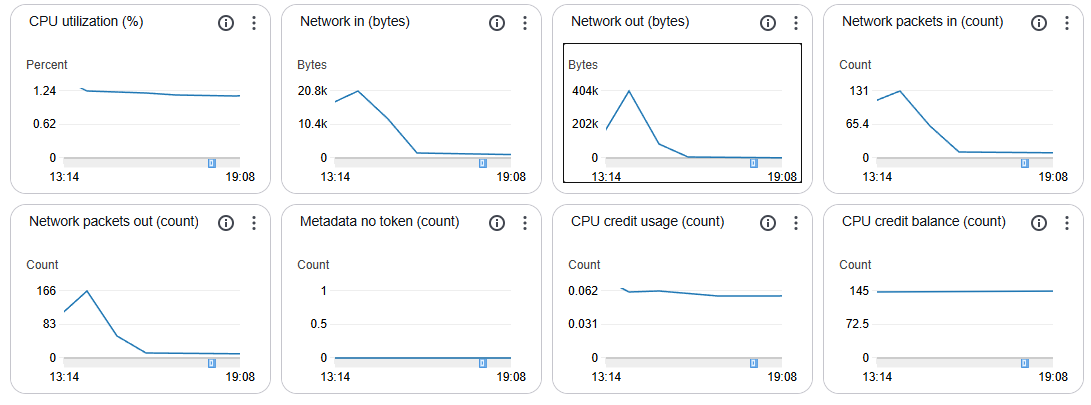 CPU utilization (%)
Percent
1.24
0.62
0
13:14 19:08
Network in (bytes)
Bytes
20.8k
10.4k
0
13:14 19:08
Network out (bytes)
Bytes
404k
202k
0
13:14 19:08
Network packets in (count)
Count
131
65.4
0
13:14 19:08
Network packets out (count)
Count
166
83
0
13:14 19:08
Metadata no token (count)
Count
1
0.5
0
13:14 19:08
CPU credit usage (count)
Count
0.062
0.031
0
13:14 19:08
CPU credit balance (count)
Count
145
72.5
0
13:14 19:08